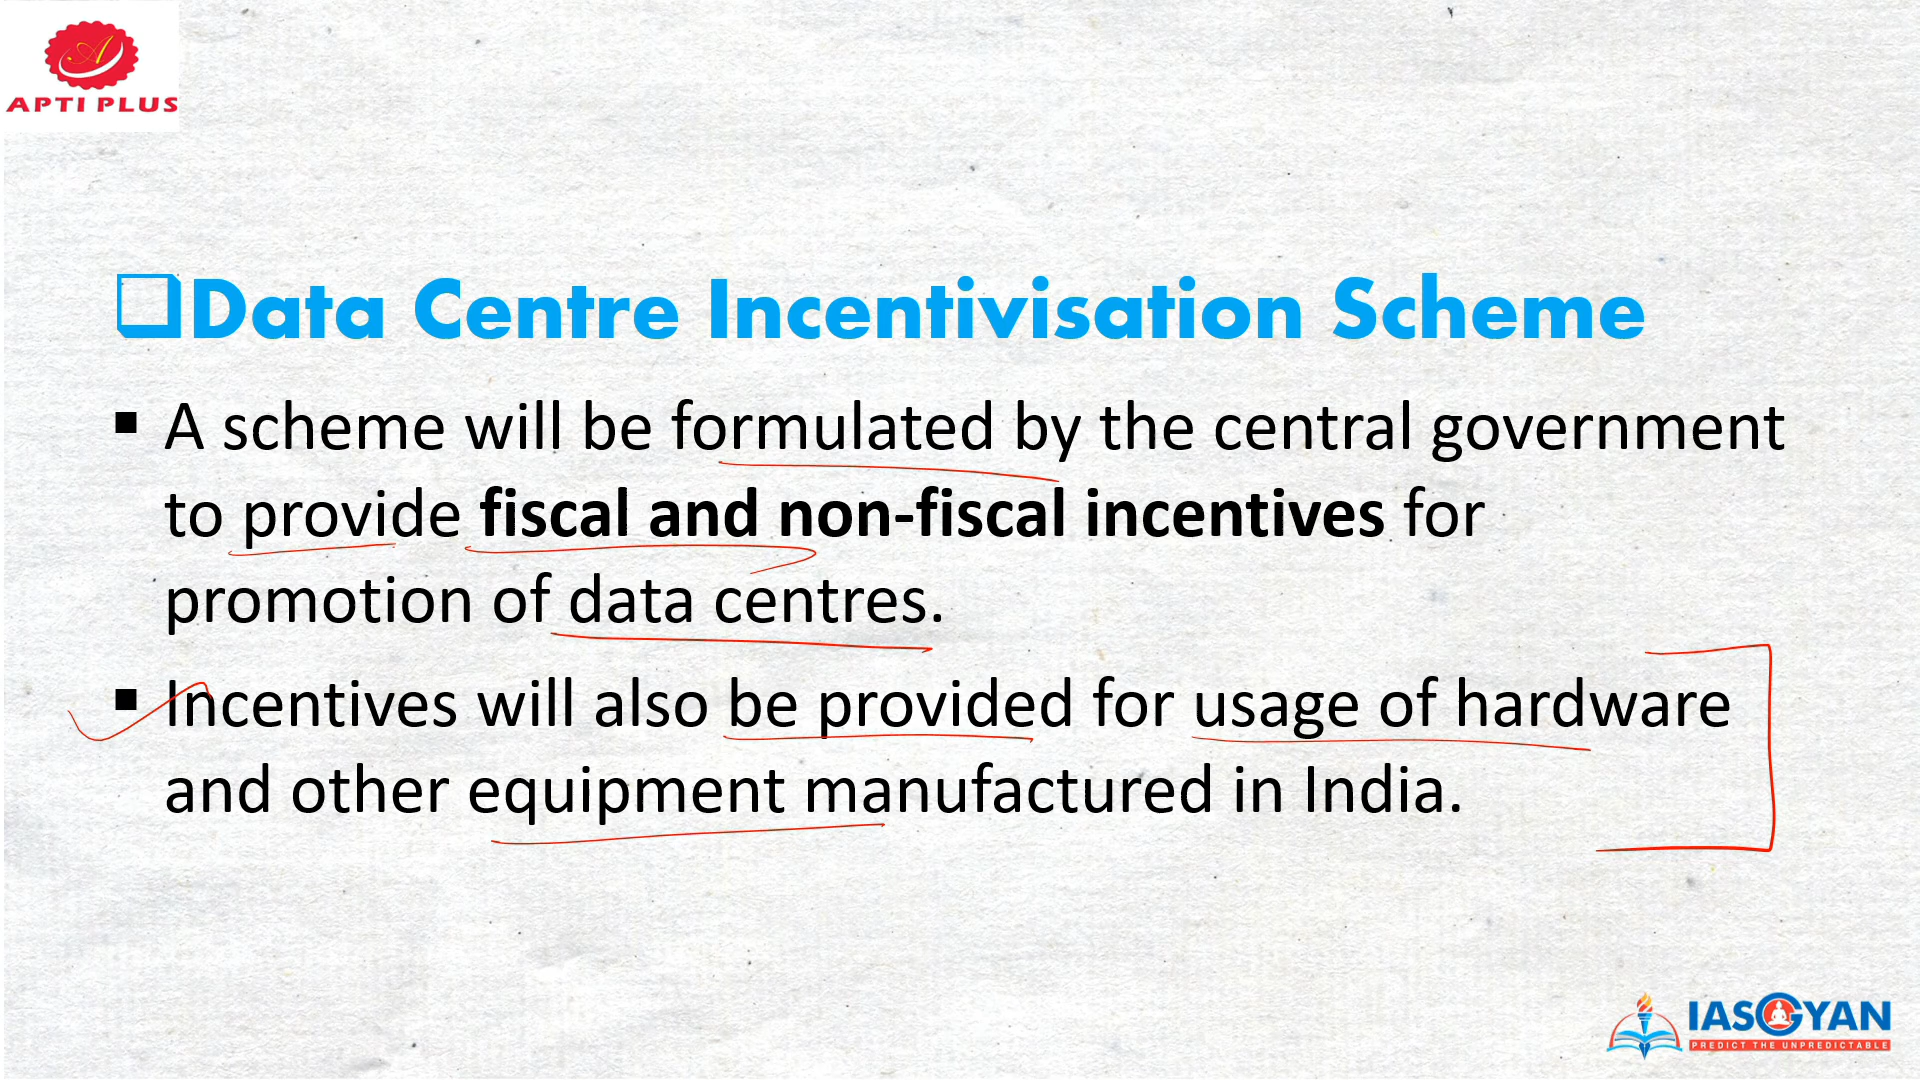 APTI PLUS
❑Data Centre Incentivisation Scheme
▪ A scheme will be formulated by the central government
to provide fiscal and non-fiscal incentives for
promotion of data centres.
▪ Incentives will also be provided for usage of hardware
and other equipment manufactured in India.
IASGYAN
PREDICT THE UNPREDICTABLE